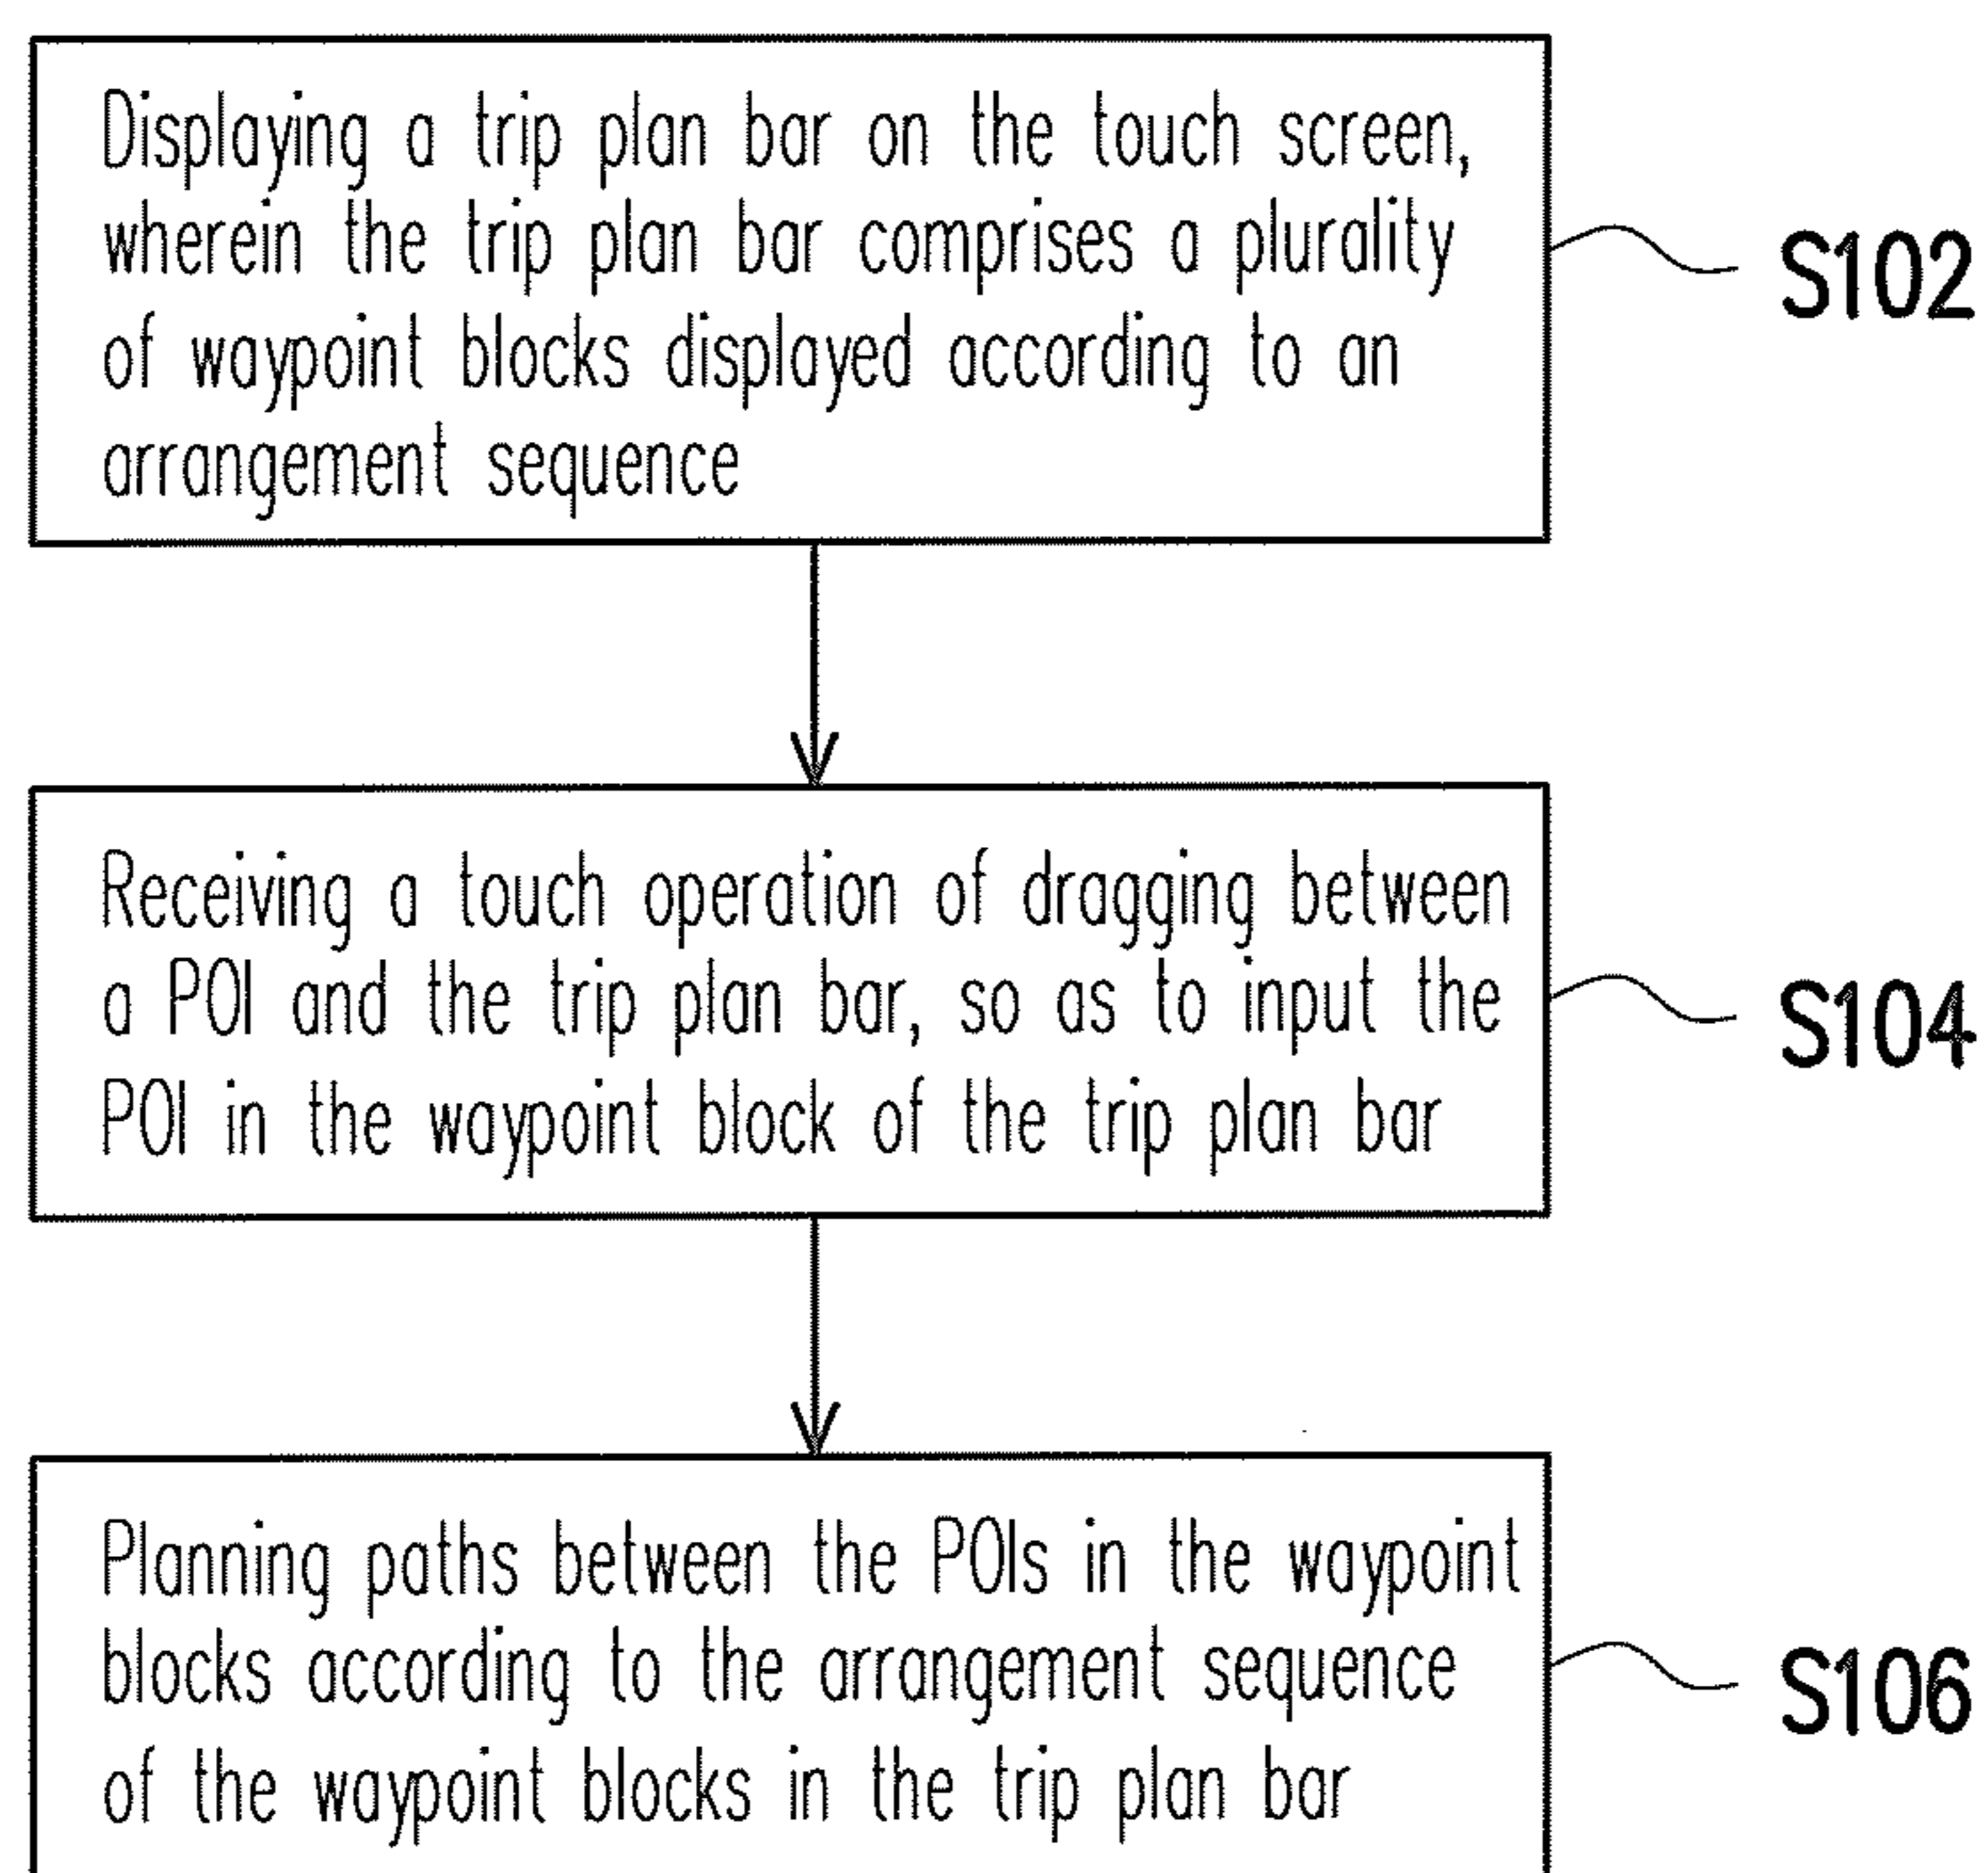 Displaying a trip plan bar on the touch screen,
wherein the trip plan bar comprises a plurality
of waypoint blocks displayed according to an
arrangement sequence
S102
Receiving a touch operation of dragging between
a POI and the trip plan bar, so as to input the
POI in the waypoint block of the trip plan bar
S104
Planning paths between the POIs in the waypoint
blocks according to the arrangement sequence
of the waypoint blocks in the trip plan bar
S106